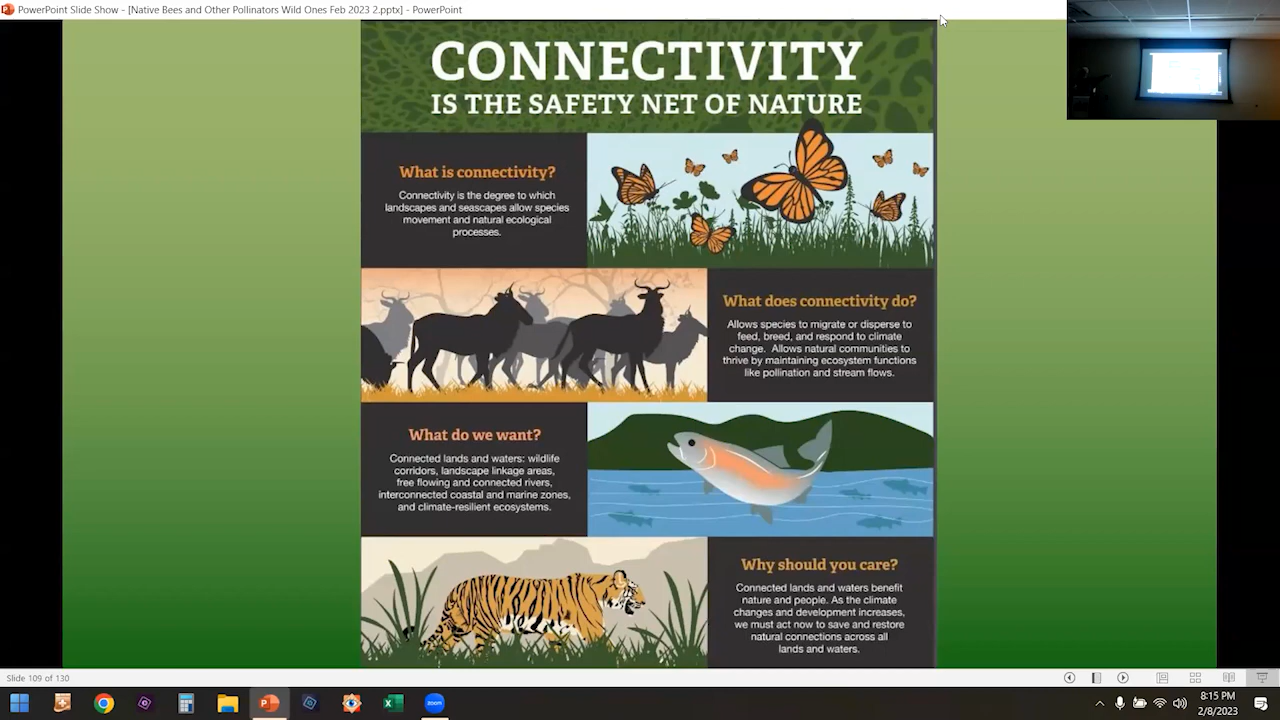 PowerPoint Slide Show - [Native Bees and Other Pollinators Wild Ones Feb 2023 2.pptx] - PowerPoint
CONNECTIVITY
IS THE SAFETY NET OF NATURE
What is connectivity?
Connectivity is the degree to which
landscapes and seascapes allow species
movement and natural ecological
processes.
What does connectivity do?
Allows species to migrate or disperse to
feed, breed, and respond to climate
change. Allows natural communities to
thrive by maintaining ecosystem functions
like pollination and stream flows.
What do we want?
Connected lands and waters: wildlife
corridors, landscape linkage areas,
free flowing and connected rivers,
interconnected coastal and marine zones,
and climate-resilient ecosystems.
Why should you care?
Connected lands and waters benefit
nature and people. As the climate
changes and development increases,
we must act now to save and restore
natural connections across all
lands and waters.
Slide 109 of 130
zoom
8:15 PM
2/8/2023